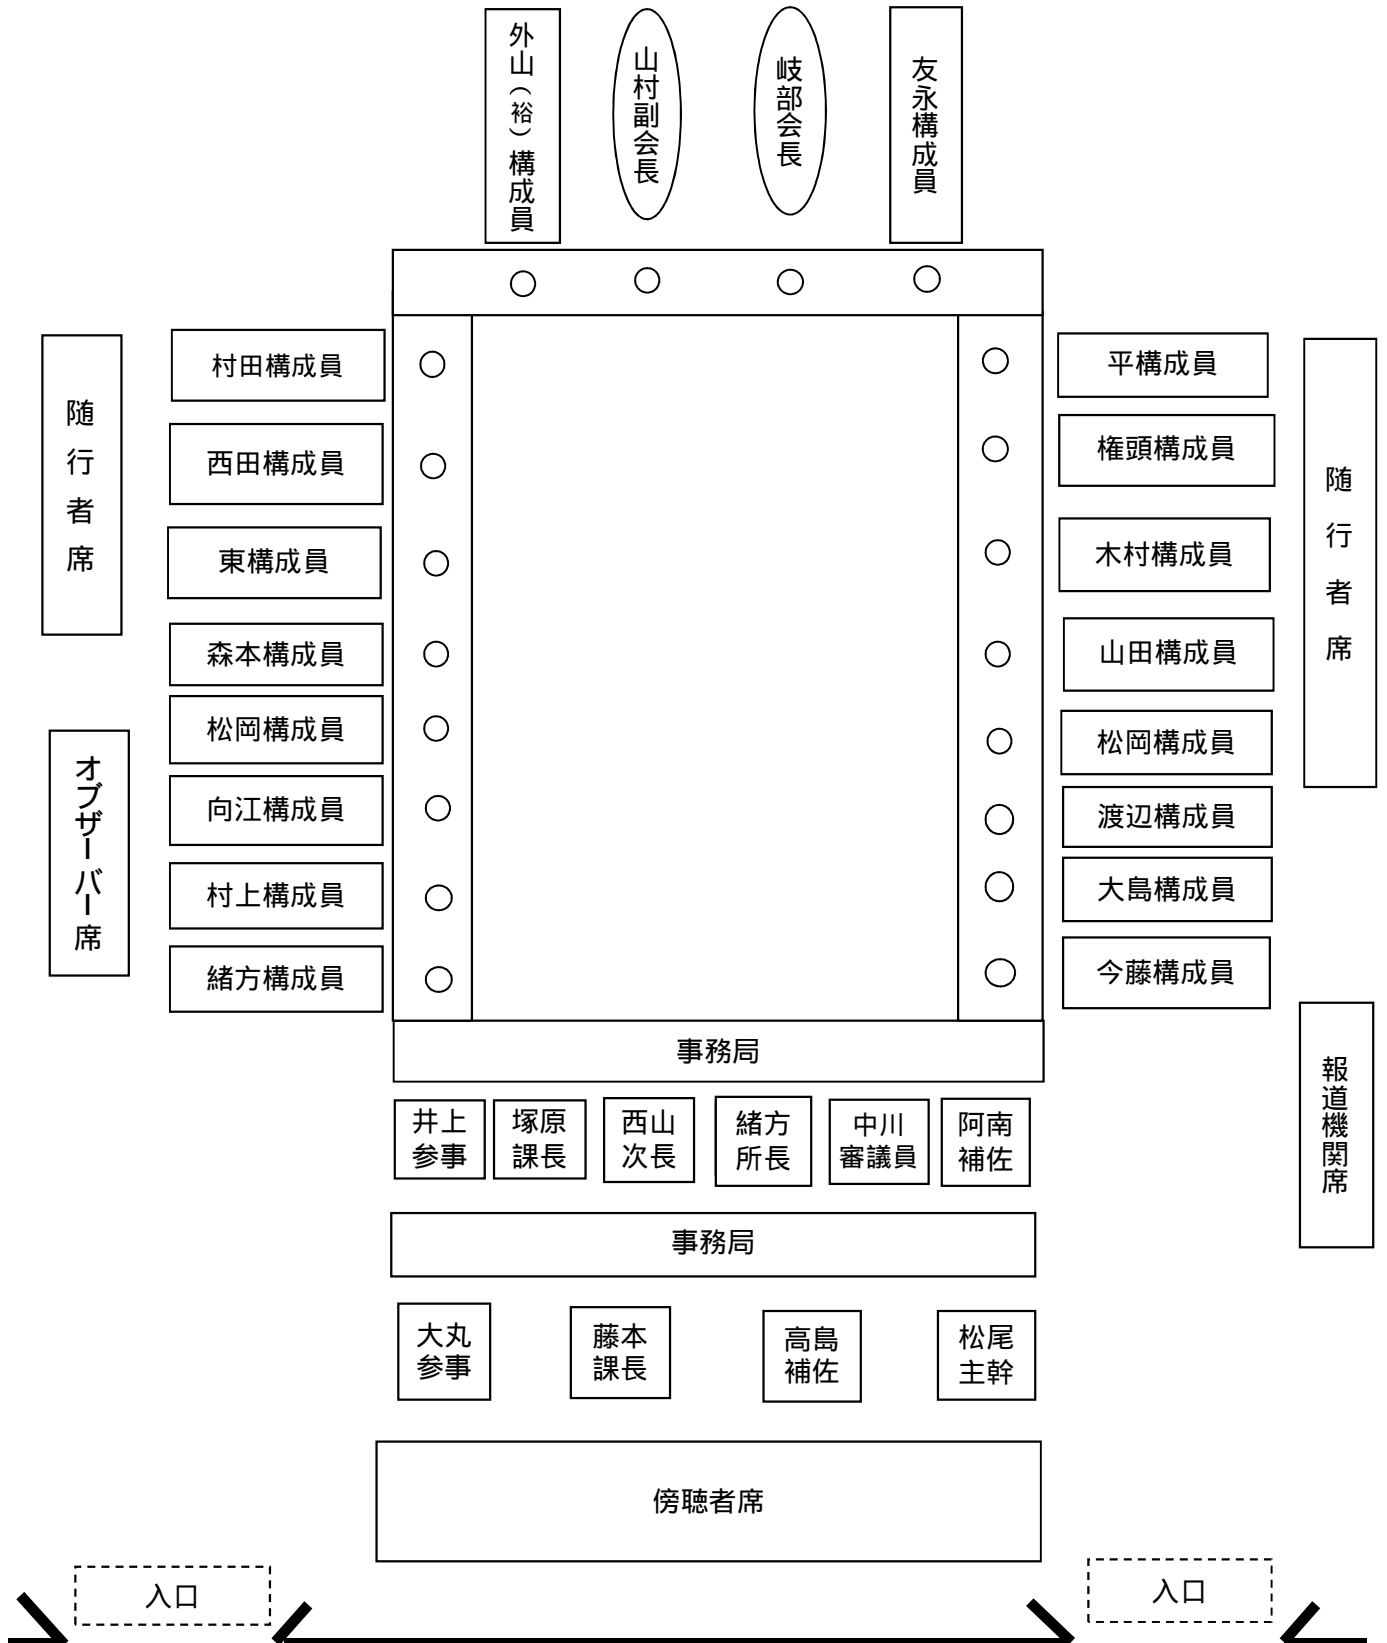 外山（裕）構成員
山村副会長
岐部会長
友永構成員
随行者席
村田構成員
西田構成員
東構成員
森本構成員
松岡構成員
向江構成員
村上構成員
緒方構成員
オブザーバー席
平構成員
権頭構成員
木村構成員
山田構成員
松岡構成員
渡辺構成員
大島構成員
今藤構成員
随行者席
報道機関席
事務局
井上
参事
塚原
課長
西山
次長
緒方
所長
中川
審議員
阿南
補佐
事務局
大丸
参事
藤本
課長
高島
補佐
松尾
主幹
傍聴者席
入口
入口